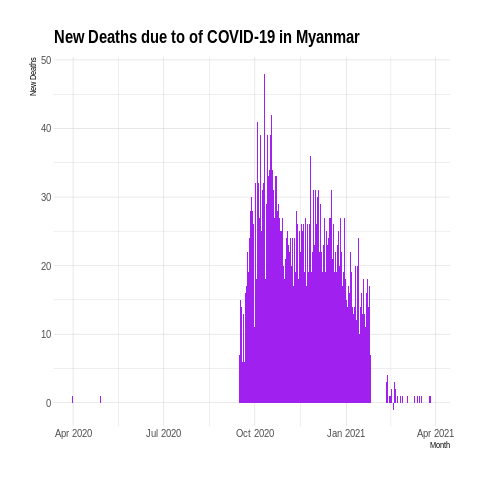 New Deaths due to of COVID-19 in Myanmar
New Deaths
50
40
30
20
10
0
Apr 2020 Jul 2020 Oct 2020 Jan 2021 Apr 2021
Month